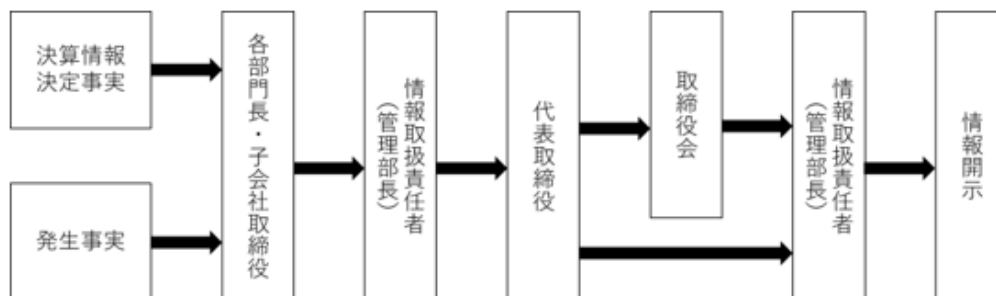 決算情報
決定事実
発生事実
各部門長・子会社取締役
情報取扱責任者
（管理部長）
代表取締役
取締役会
情報取扱責任者
（管理部長）
情報開示